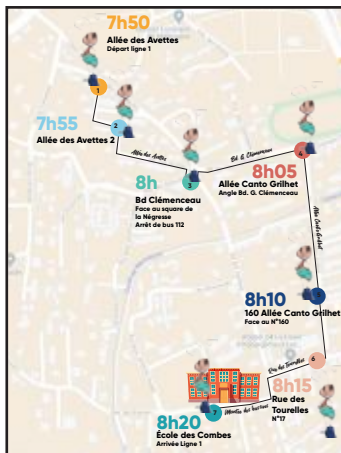 7h50
Allée des Avettes
Départ ligne 1
1
7h55
Allée des Avettes 2
2
Allée des Avettes
8h
Bd Clémenceau
Face au square de
la Négresse
Arrêt de bus 112
3
Bd. G. Clémenceau
4
8h05
Allée Canto Grilhet
Angle Bd. G. Clémenceau
Allée Canto Grilhet
8h10
160 Allée Canto Grilhet
Face au N°160
6
Rue des Tourelles
8h15
Rue des
Tourelles
N°17
7
8h20
École des Combes
Arrivée Ligne 1